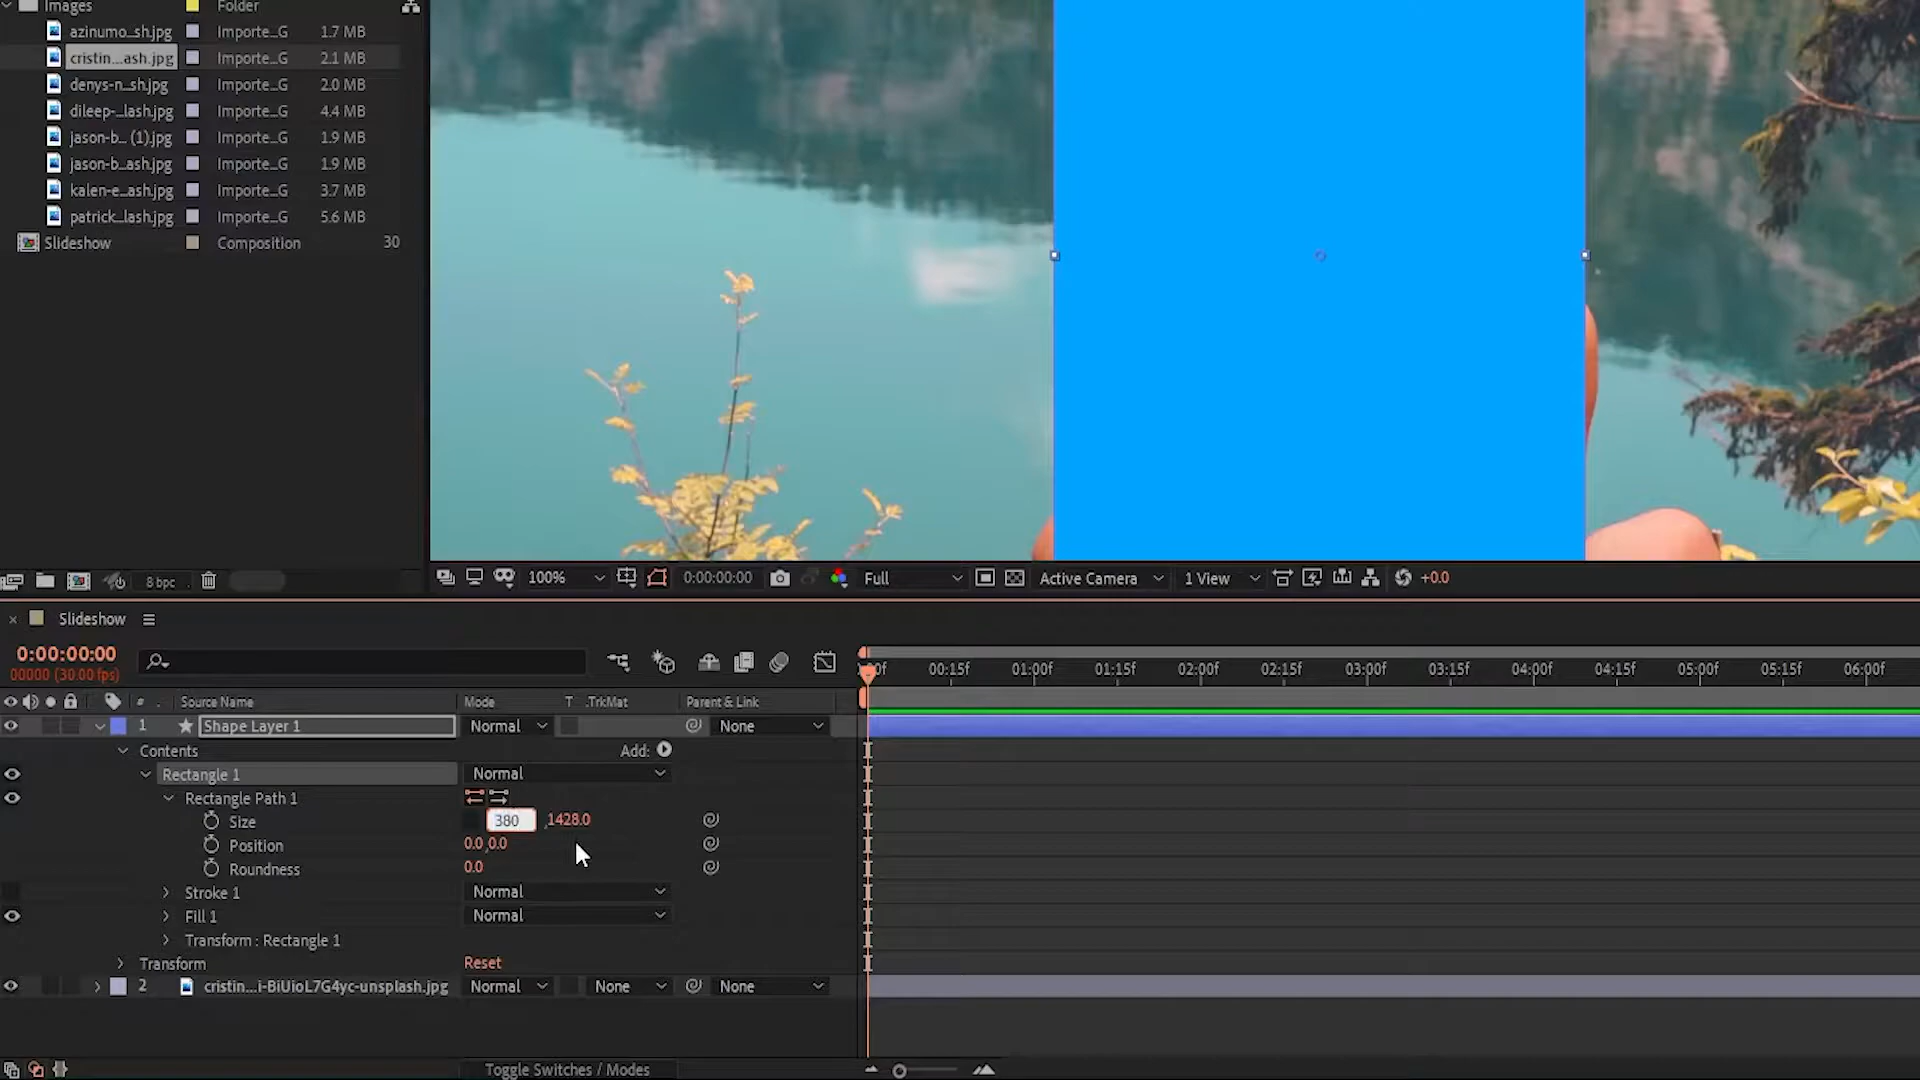 Images Folder
azinumo_sh.jpg Importe_G 1.7 MB
cristin...ash.jpg Importe_G 2.1 MB
denys-n_sh.jpg Importe_G 2.0 MB
dileep-_lash.jpg Importe_G 4.4 MB
jason-b_ (1).jpg Importe_G 1.9 MB
jason-b_ash.jpg Importe_G 1.9 MB
kalen-e_ash.jpg Importe_G 3.7 MB
patrick_lash.jpg Importe_G 5.6 MB
Slideshow Composition 30
8 bpc 100% 0:00:00:00 Full Active Camera 1 View +0.0
× Slideshow
0:00:00:00
00000 (30.00 fps)
00f 00:15f 01:00f 01:15f 02:00f 02:15f 03:00f 03:15f 04:00f 04:15f 05:00f 05:15f 06:00f
# . Source Name Mode T .TrkMat Parent & Link
1 Shape Layer 1 Normal None
Contents Add:
Rectangle 1 Normal
Rectangle Path 1
Size 380 ,1428.0
Position 0.0,0.0
Roundness 0.0
Stroke 1 Normal
Fill 1 Normal
Transform : Rectangle 1
Transform Reset
2 cristin...i-BiUioL7G4yc-unsplash.jpg Normal None None
Toggle Switches / Modes